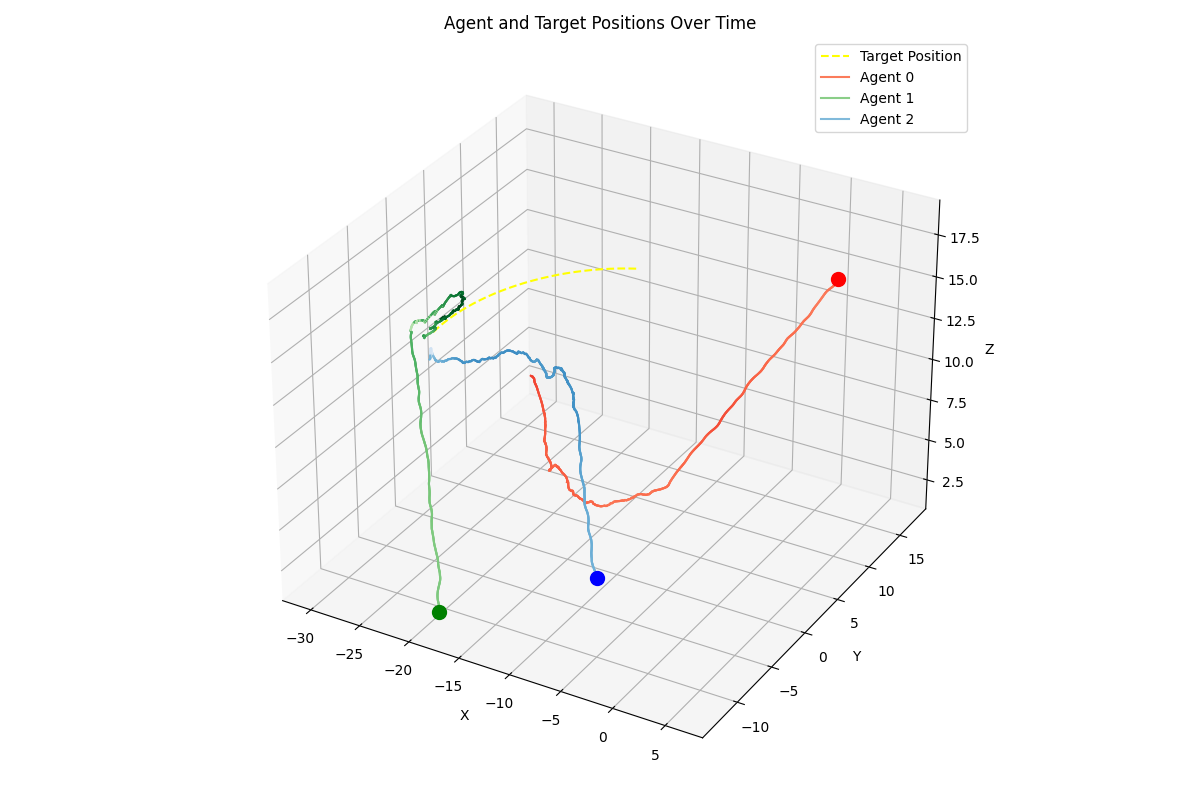 Agent and Target Positions Over Time
Target Position
Agent 0
Agent 1
Agent 2
17.5
15.0
12.5
10.0
7.5
5.0
2.5
Z
15
10
5
0
−5
−10
Y
−30
−25
−20
−15
−10
−5
0
5
X